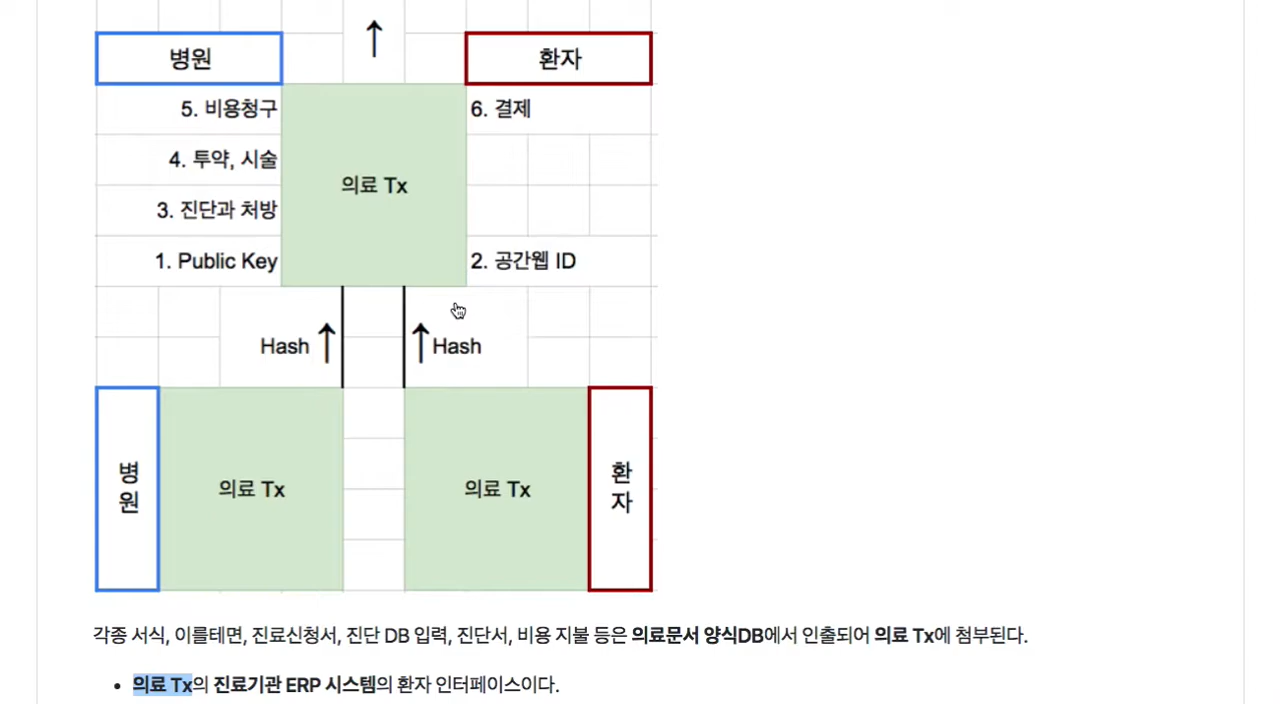 병원
환자
5. 비용청구
6. 결제
4. 투약, 시술
의료 Tx
3. 진단과 처방
1. Public Key
2. 공간웹 ID
Hash
Hash
병원
의료 Tx
의료 Tx
환자
각종 서식, 이를테면, 진료신청서, 진단 DB 입력, 진단서, 비용 지불 등은 의료문서 양식DB에서 인출되어 의료 Tx에 첨부된다.
• 의료 Tx의 진료기관 ERP 시스템의 환자 인터페이스이다.